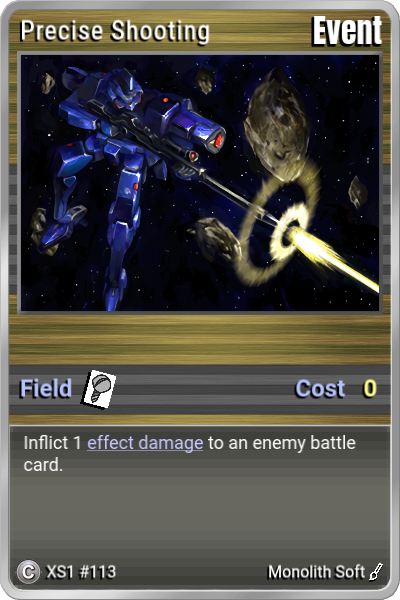 Precise Shooting Event
Field Cost 0
Inflict 1 effect damage to an enemy battle
card.
C XS1 #113 Monolith Soft